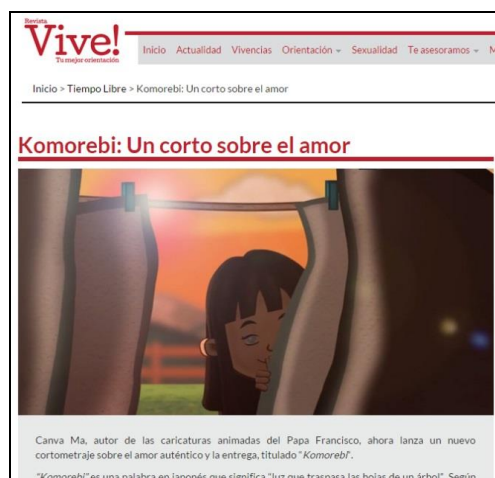 Revista
Vive!
Tu mejor orientación
Inicio Actualidad Vivencias Orientación Sexualidad Te asesoramos M
Inicio > Tiempo Libre > Komorebi: Un corto sobre el amor
Komorebi: Un corto sobre el amor
Canva Ma, autor de las caricaturas animadas del Papa Francisco, ahora lanza un nuevo
cortometraje sobre el amor auténtico y la entrega, titulado "Komorebi".
"Komorebi" es una palabra en japonés que significa "luz que traspasa las hojas de un árbol". Según